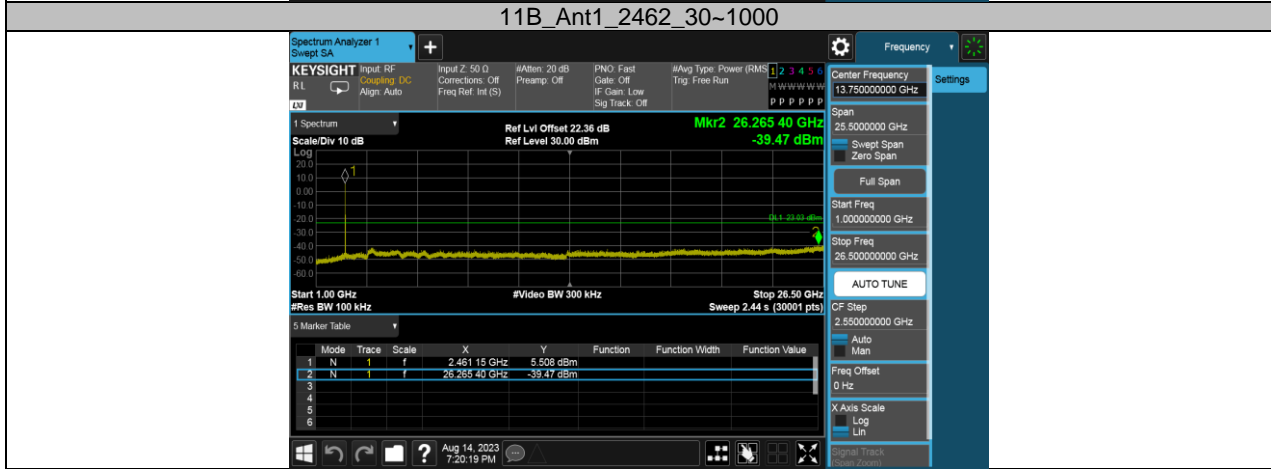 11B_Ant1_2462_30~1000
Spectrum Analyzer 1
Swept SA
Frequency
KEYSIGHT
RL
LXI
Input: RF
Coupling: DC
Align: Auto
Input Z: 50 Ω
Corrections: Off
Freq Ref: Int (S)
#Atten: 20 dB
Preamp: Off
PNO: Fast
Gate: Off
IF Gain: Low
Sig Track: Off
#Avg Type: Power (RMS
Trig: Free Run
1 2 3 4 5 6
M W W W W W
P P P P P P
1 Spectrum
Scale/Div 10 dB
Ref Lvl Offset 22.36 dB
Ref Level 30.00 dBm
Mkr2 26.265 40 GHz
-39.47 dBm
Log
20.0
10.0
0.00
-10.0
-20.0
-30.0
-40.0
-50.0
-60.0
1
DL1 -23.03 dBm
2
Start 1.00 GHz
#Res BW 100 kHz
#Video BW 300 kHz
Stop 26.50 GHz
Sweep 2.44 s (30001 pts)
5 Marker Table
Mode Trace Scale X Y Function Function Width Function Value
1 N 1 f 2.461 15 GHz 5.508 dBm
2 N 1 f 26.265 40 GHz -39.47 dBm
3
4
5
6
Aug 14, 2023
7:20:19 PM
Center Frequency
13.750000000 GHz
Settings
Span
25.5000000 GHz
Swept Span
Zero Span
Full Span
Start Freq
1.000000000 GHz
Stop Freq
26.500000000 GHz
AUTO TUNE
CF Step
2.550000000 GHz
Auto
Man
Freq Offset
0 Hz
X Axis Scale
Log
Lin
Signal Track
(Span Zoom)